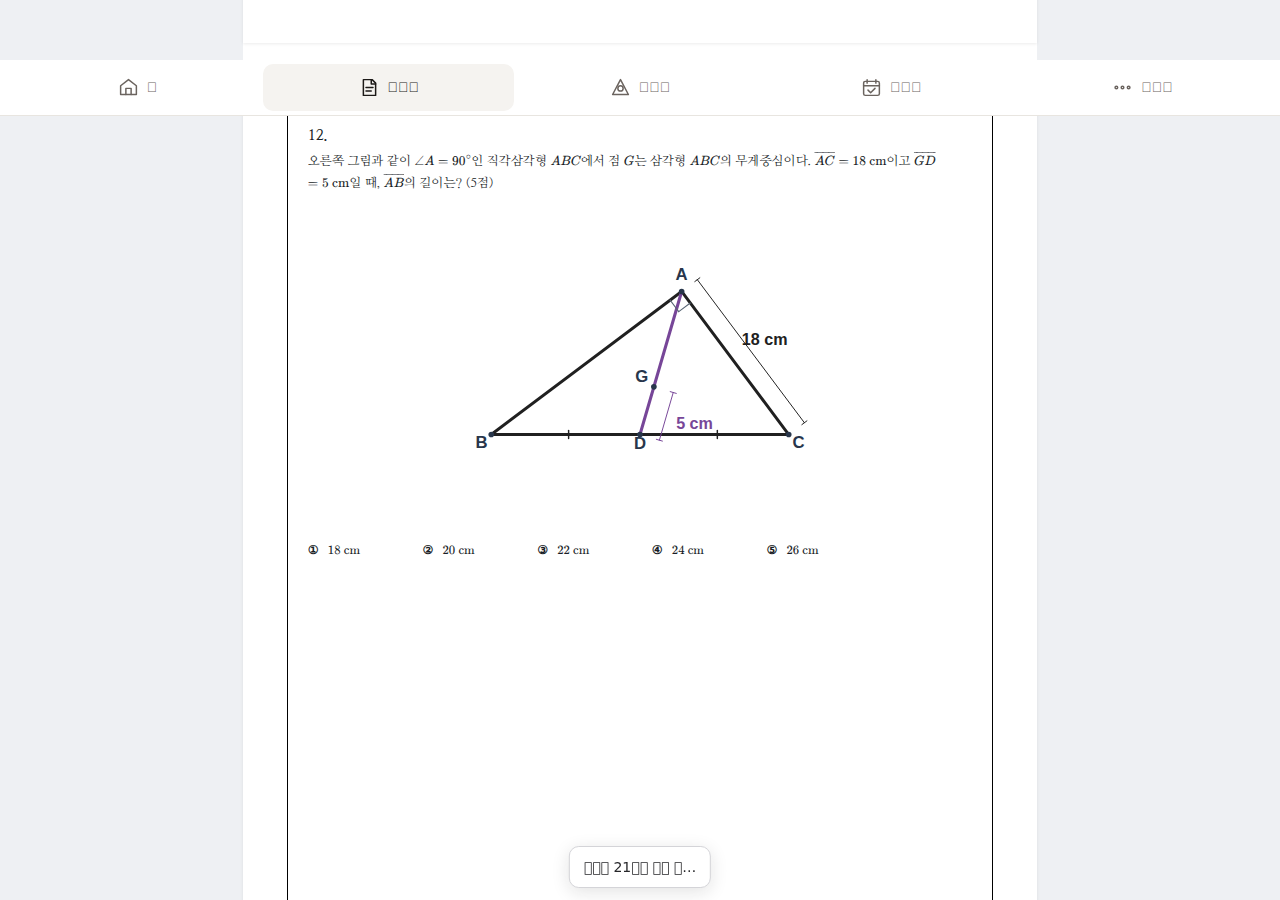 12.
오른쪽 그림과 같이 ∠A = 90°인 직각삼각형 ABC에서 점 G는 삼각형 ABC의 무게중심이다. AC = 18 cm이고 GD
= 5 cm일 때, AB의 길이는? (5점)
A
18 cm
G
5 cm
B
D
C
① 18 cm ② 20 cm ③ 22 cm ④ 24 cm ⑤ 26 cm
21